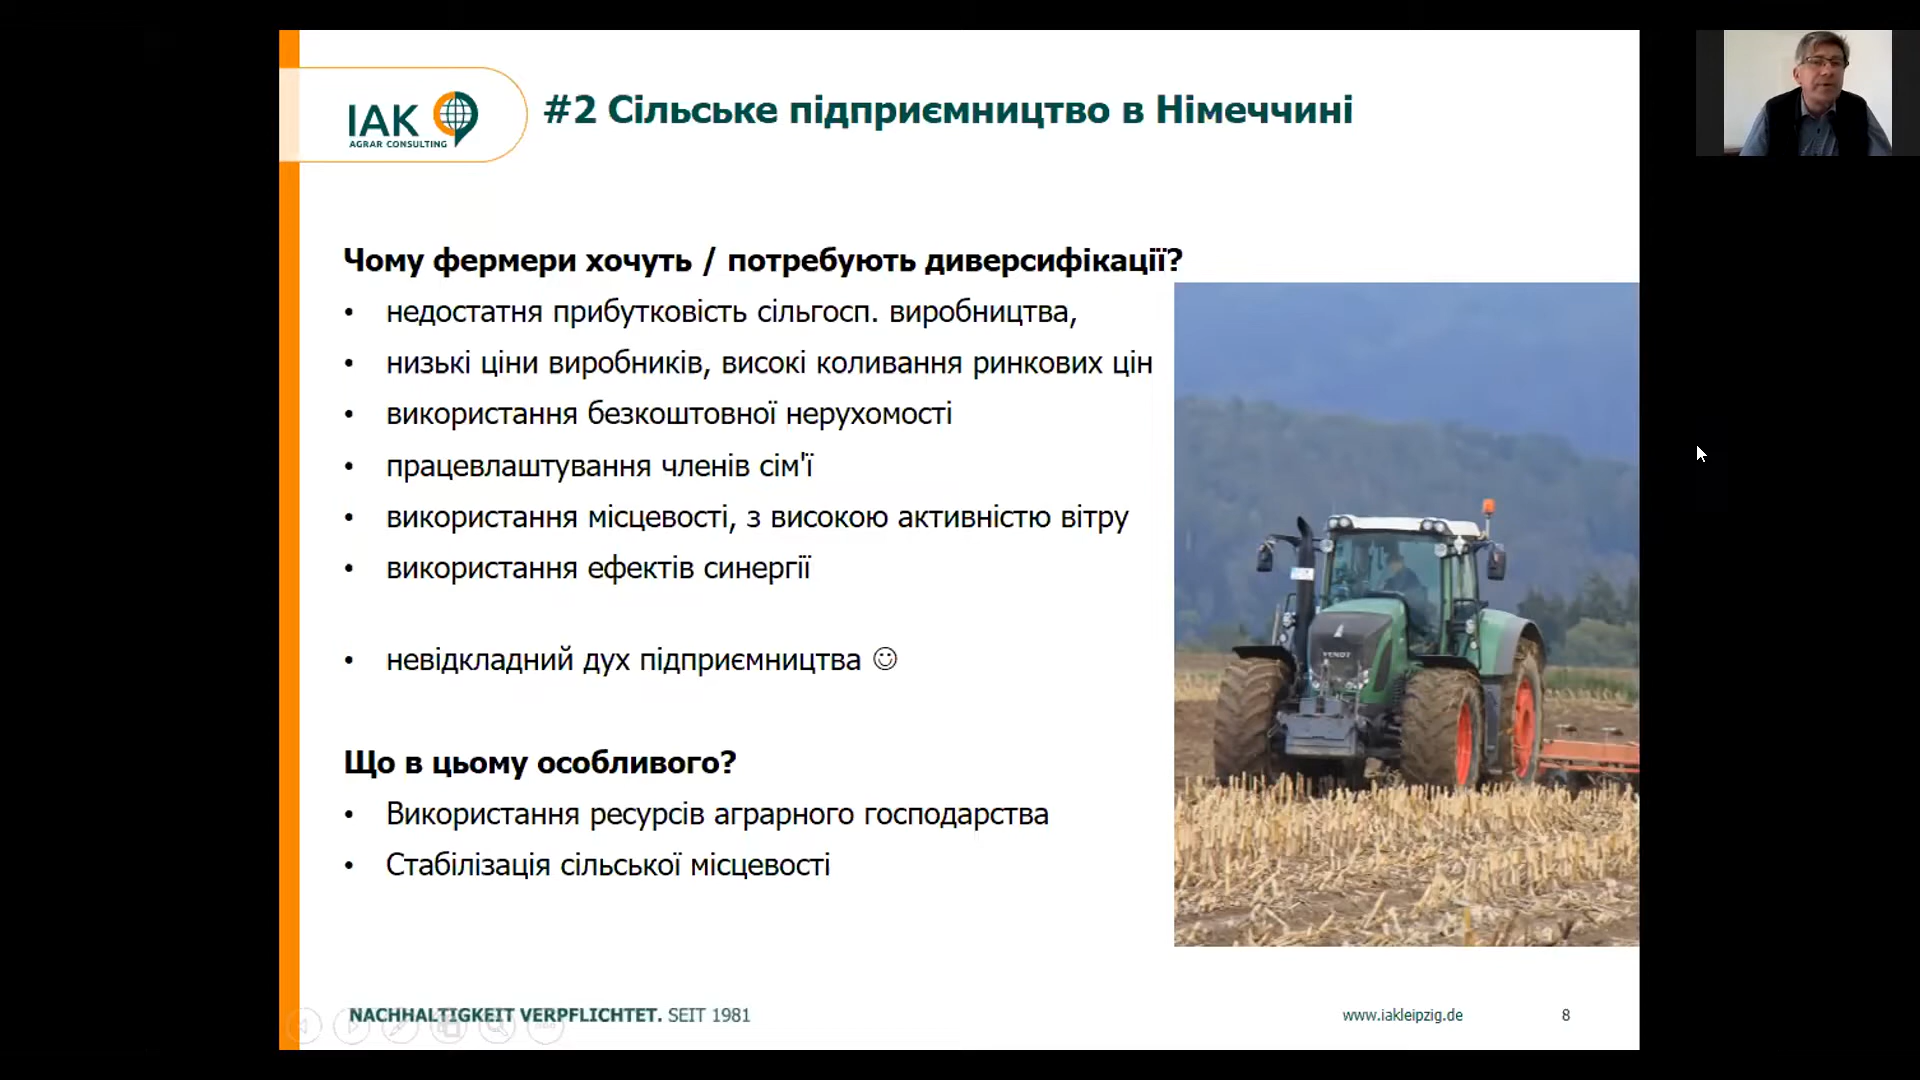 IAK
AGRAR CONSULTING
#2 Сільське підприємництво в Німеччині
Чому фермери хочуть / потребують диверсифікації?
• недостатня прибутковість сільгосп. виробництва,
• низькі ціни виробників, високі коливання ринкових цін
• використання безкоштовної нерухомості
• працевлаштування членів сім'ї
• використання місцевості, з високою активністю вітру
• використання ефектів синергії
• невідкладний дух підприємництва ☺
FENDT
Що в цьому особливого?
• Використання ресурсів аграрного господарства
• Стабілізація сільської місцевості
NACHHALTIGKEIT VERPFLICHTET. SEIT 1981
www.iakleipzig.de
8